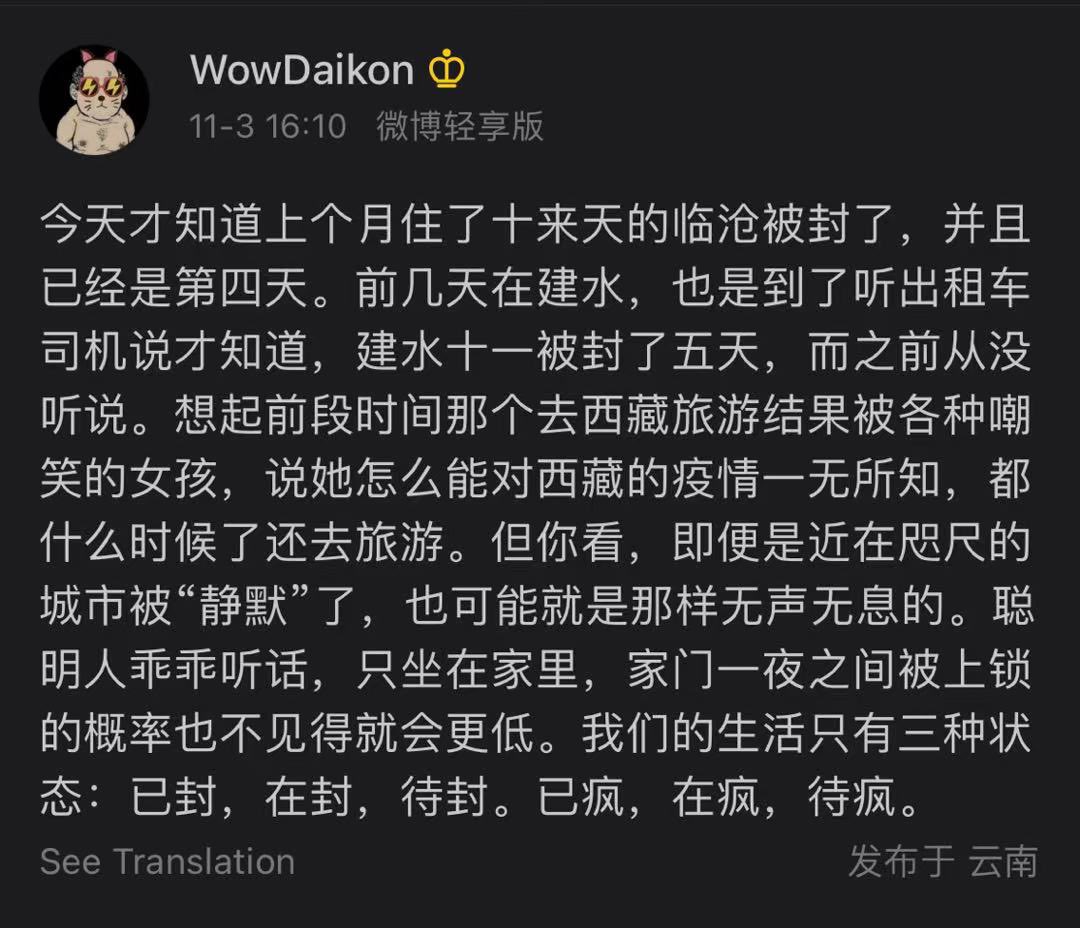 WowDaikon
11-3 16:10 微博轻享版
今天才知道上个月住了十来天的临沧被封了，并且
已经是第四天。前几天在建水，也是到了听出租车
司机说才知道，建水十一被封了五天，而之前从没
听说。想起前段时间那个去西藏旅游结果被各种嘲
笑的女孩，说她怎么能对西藏的疫情一无所知，都
什么时候了还去旅游。但你看，即便是近在咫尺的
城市被“静默”了，也可能就是那样无声无息的。聪
明人乖乖听话，只坐在家里，家门一夜之间被上锁
的概率也不见得就会更低。我们的生活只有三种状
态：已封，在封，待封。已疯，在疯，待疯。
See Translation 发布于 云南